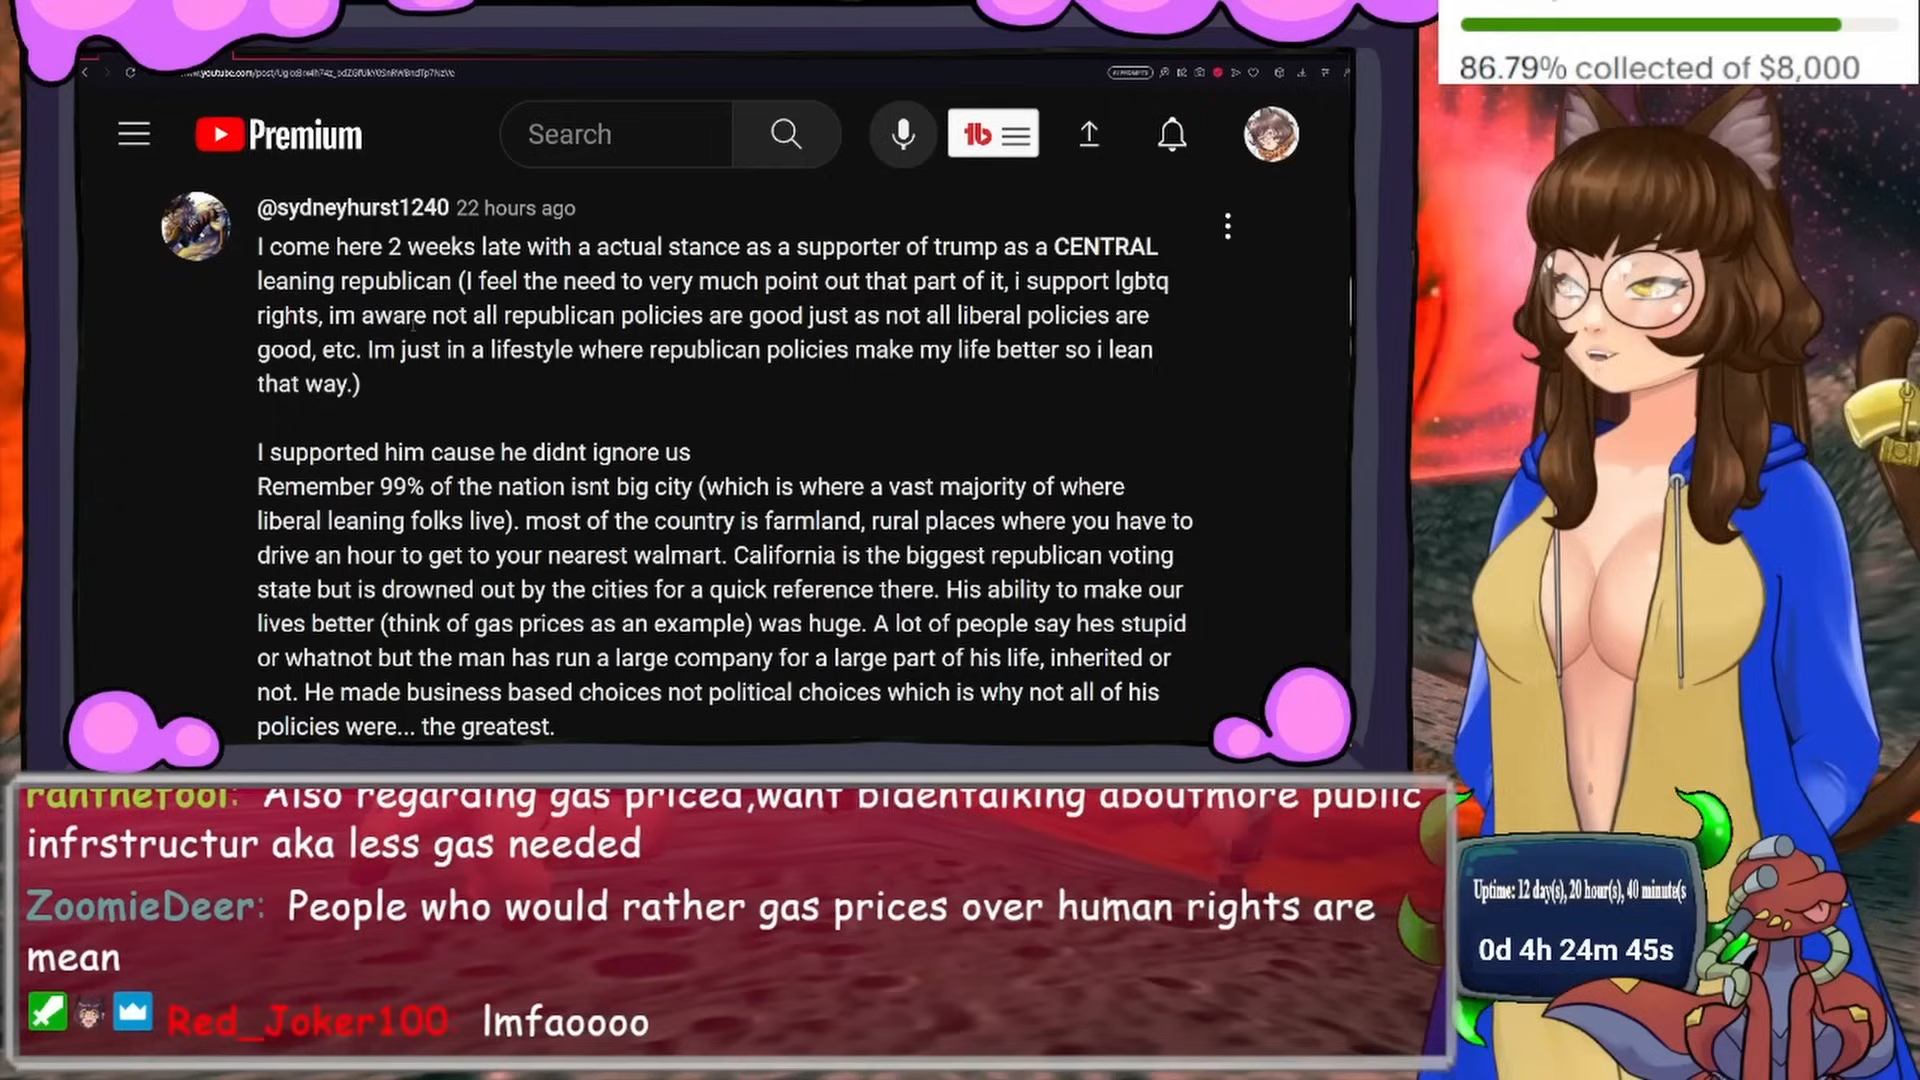 86.79% collected of $8,000
Premium
Search
@sydneyhurst1240 22 hours ago
I come here 2 weeks late with a actual stance as a supporter of trump as a CENTRAL
leaning republican (I feel the need to very much point out that part of it, i support lgbtq
rights, im aware not all republican policies are good just as not all liberal policies are
good, etc. Im just in a lifestyle where republican policies make my life better so i lean
that way.)
I supported him cause he didnt ignore us
Remember 99% of the nation isnt big city (which is where a vast majority of where
liberal leaning folks live). most of the country is farmland, rural places where you have to
drive an hour to get to your nearest walmart. California is the biggest republican voting
state but is drowned out by the cities for a quick reference there. His ability to make our
lives better (think of gas prices as an example) was huge. A lot of people say hes stupid
or whatnot but the man has run a large company for a large part of his life, inherited or
not. He made business based choices not political choices which is why not all of his
policies were... the greatest.
ranthefool: Also regarding gas priced,want bidentalking aboutmore public
infrstructur aka less gas needed
ZoomieDeer: People who would rather gas prices over human rights are
mean
Red_Joker100 lmfaoooo
Uptime: 12 day(s), 20 hour(s), 40 minute(s
0d 4h 24m 45s